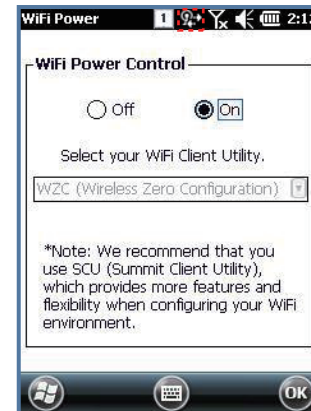 WiFi Power 1 2:1
WiFi Power Control
Off On
Select your WiFi Client Utility.
WZC (Wireless Zero Configuration)
*Note: We recommend that you
use SCU (Summit Client Utility),
which provides more features and
flexibility when configuring your WiFi
environment.
OK